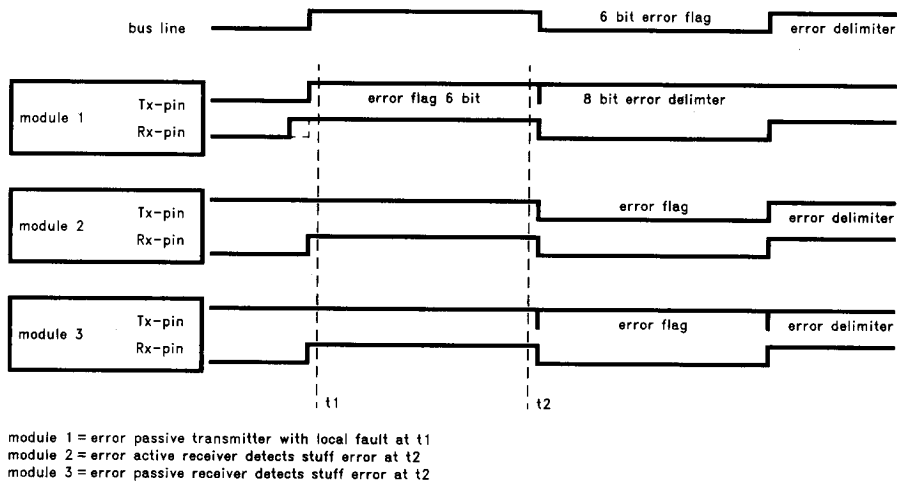 bus line
6 bit error flag
error delimiter
module 1
Tx-pin
Rx-pin
error flag 6 bit
8 bit error delimter
module 2
Tx-pin
Rx-pin
error flag
error delimiter
module 3
Tx-pin
Rx-pin
error flag
error delimiter
t1
t2
module 1 = error passive transmitter with local fault at t1
module 2 = error active receiver detects stuff error at t2
module 3 = error passive receiver detects stuff error at t2